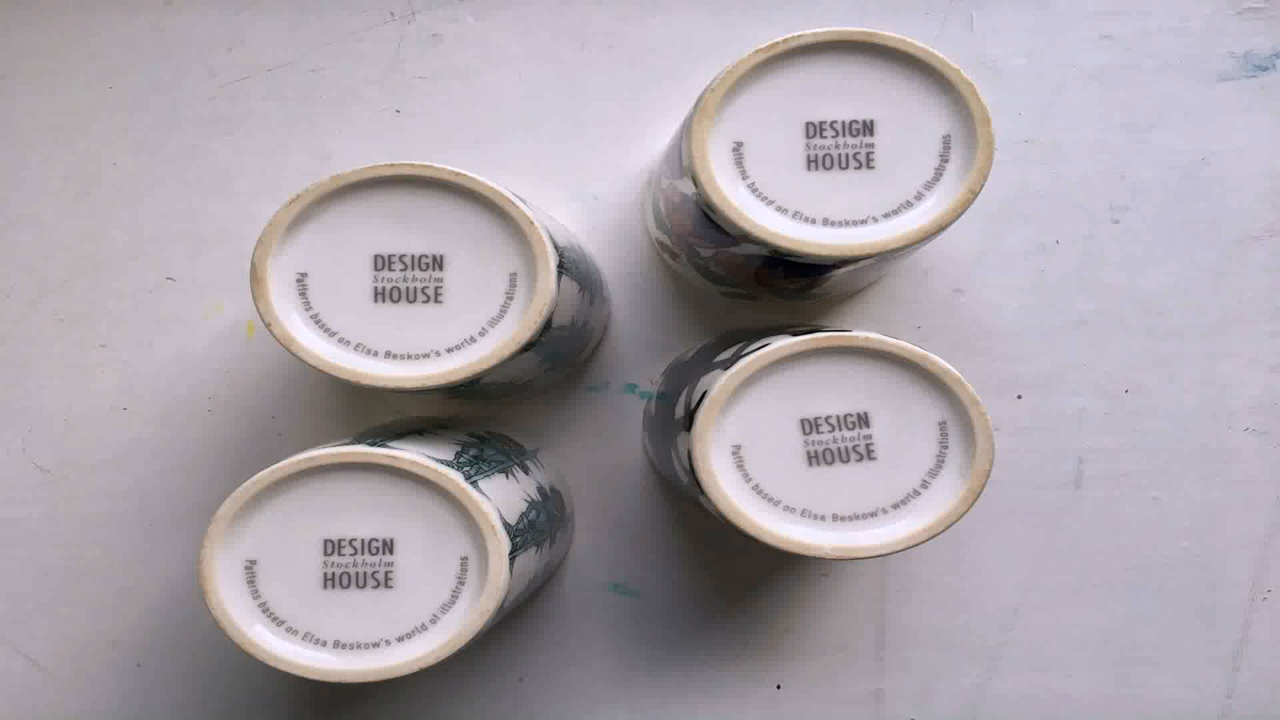 DESIGN
Stockholm
HOUSE
Patterns based on Elsa Beskow's world of illustrations
DESIGN
Stockholm
HOUSE
Patterns based on Elsa Beskow's world of illustrations
DESIGN
Stockholm
HOUSE
Patterns based on Elsa Beskow's world of illustrations
DESIGN
Stockholm
HOUSE
Patterns based on Elsa Beskow's world of illustrations